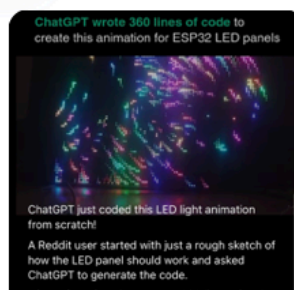 ChatGPT wrote 360 lines of code to
create this animation for ESP32 LED panels
ChatGPT just coded this LED light animation
from scratch!
A Reddit user started with just a rough sketch of
how the LED panel should work and asked
ChatGPT to generate the code.